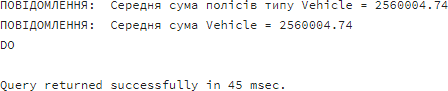 ПОВІДОМЛЕННЯ:  Середня сума полісів типу Vehicle = 2560004.74
ПОВІДОМЛЕННЯ:  Середня сума Vehicle = 2560004.74
DO
Query returned successfully in 45 msec.